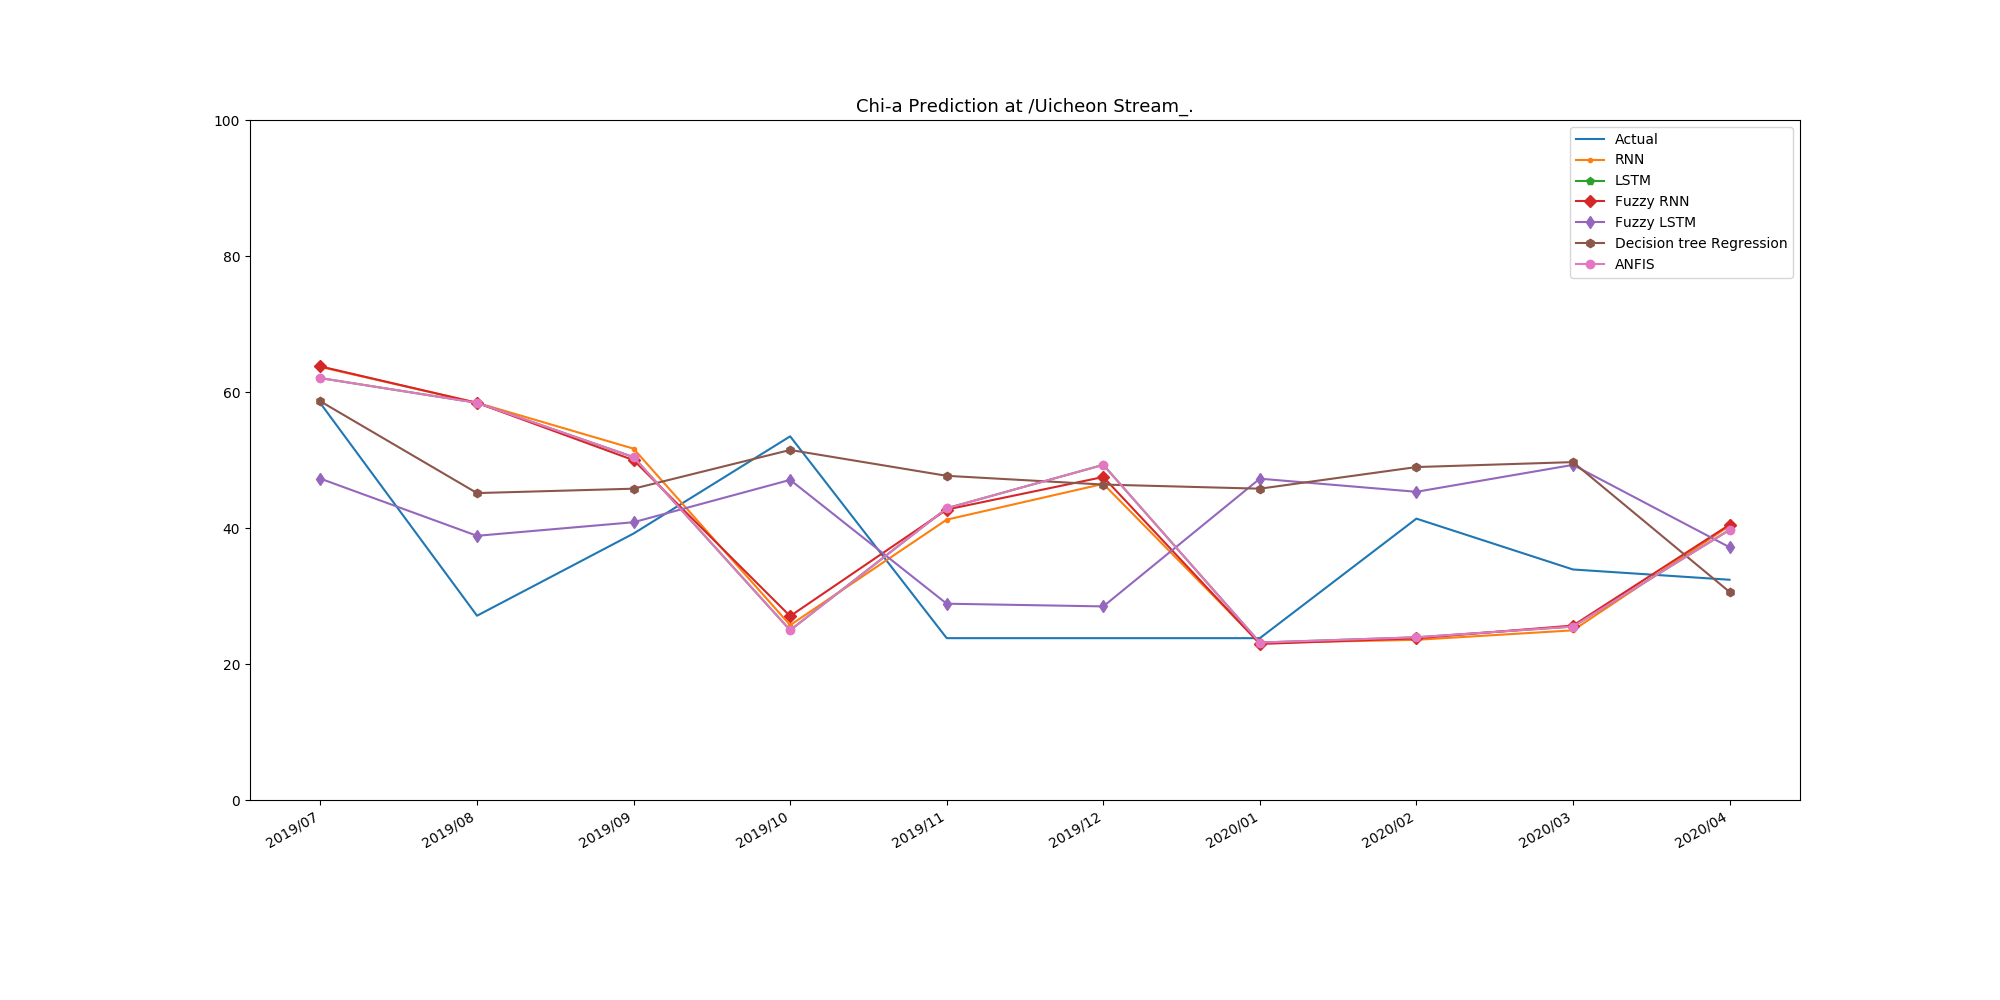 Chi-a Prediction at /Uicheon Stream_.
100
80
60
40
20
0
Actual
RNN
LSTM
Fuzzy RNN
Fuzzy LSTM
Decision tree Regression
ANFIS
2019/07
2019/08
2019/09
2019/10
2019/11
2019/12
2020/01
2020/02
2020/03
2020/04